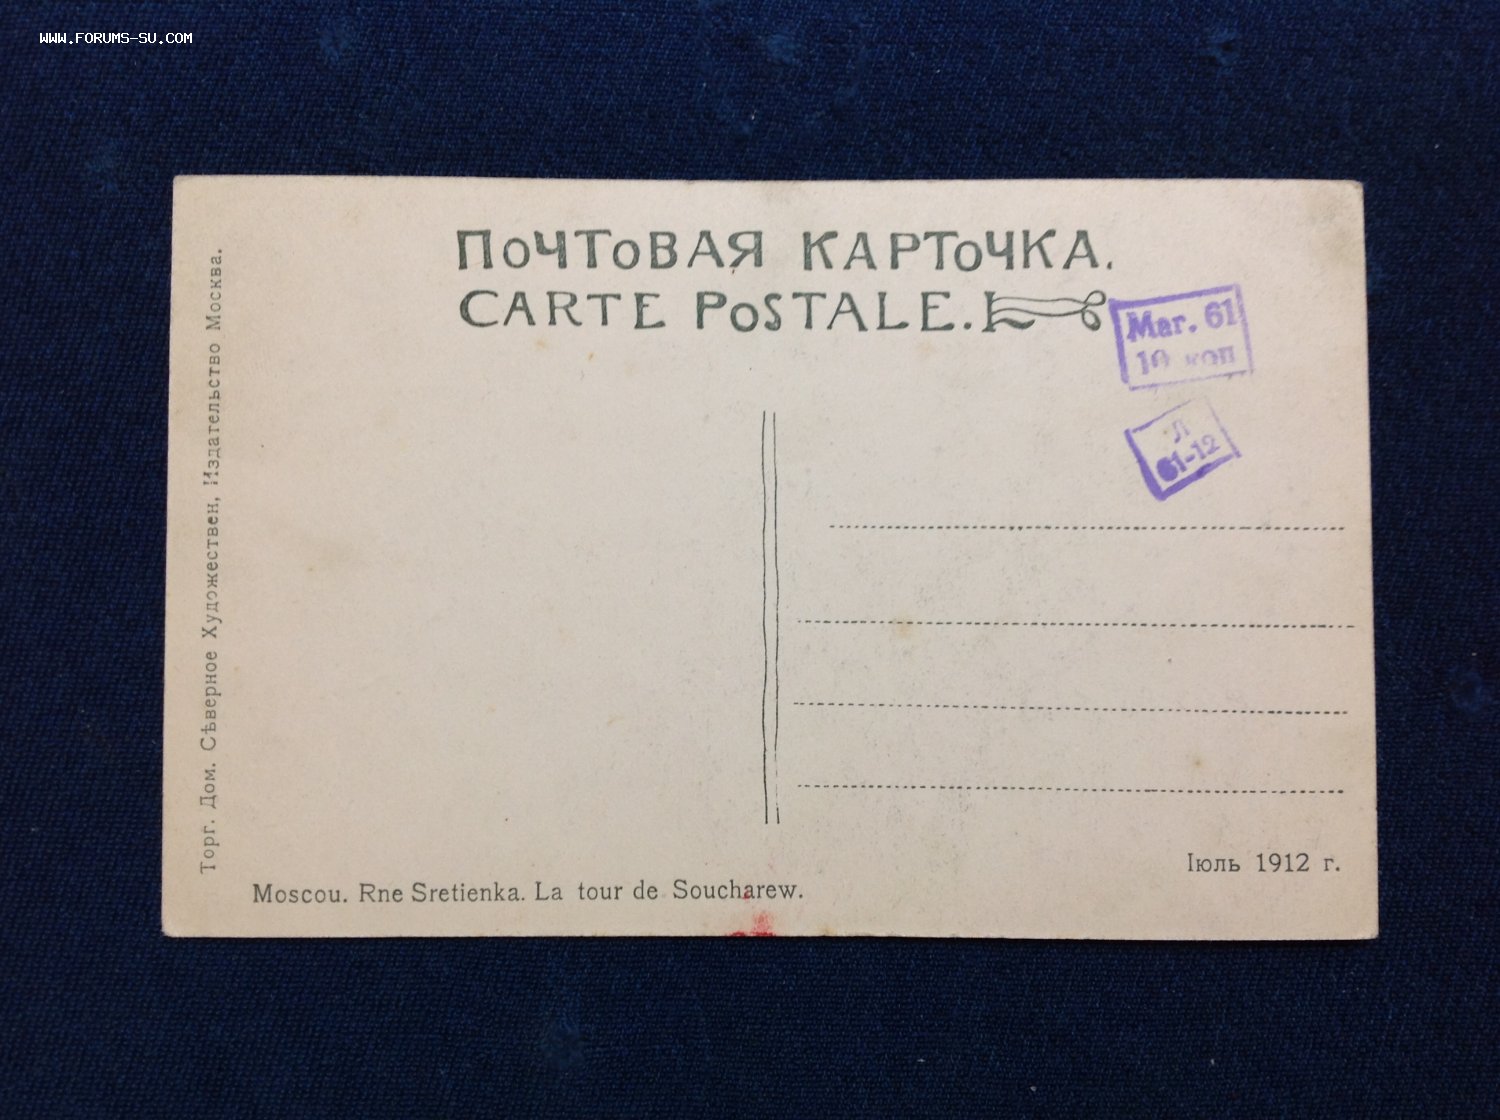 WWW.FORUMS-SU.COM
ПОЧТОВАЯ КАРТОЧКА.
CARTE POSTALE.
Маг. 61
10 коп
Л
61-12
Торг. Дом. Сѣверное Художествен, Издательство Москва.
Іюль 1912 г.
Moscou. Rne Sretienka. La tour de Soucharew.